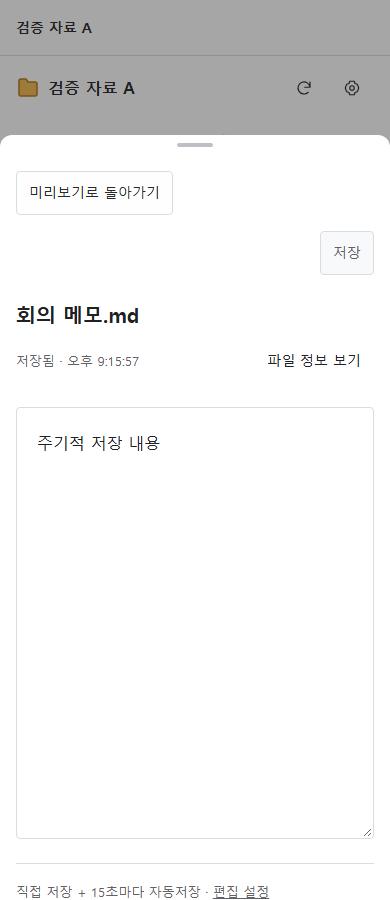 검증 자료 A
검증 자료 A
미리보기로 돌아가기
저장
회의 메모.md
저장됨 · 오후 9:15:57
파일 정보 보기
주기적 저장 내용
직접 저장 + 15초마다 자동저장 · 편집 설정